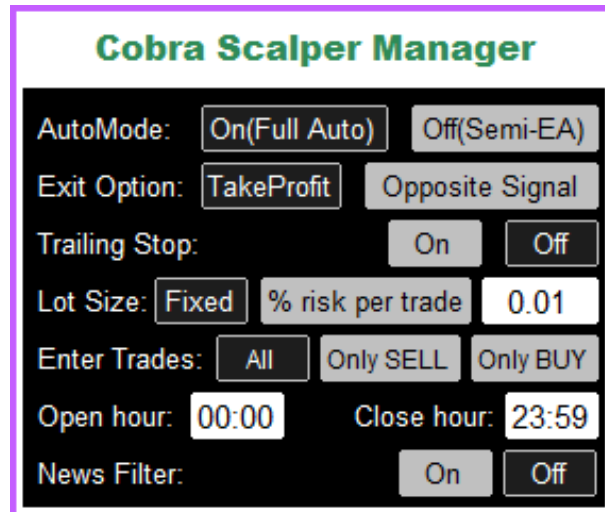 Cobra Scalper Manager
AutoMode: On(Full Auto) Off(Semi-EA)
Exit Option: TakeProfit Opposite Signal
Trailing Stop: On Off
Lot Size: Fixed % risk per trade 0.01
Enter Trades: All Only SELL Only BUY
Open hour: 00:00 Close hour: 23:59
News Filter: On Off